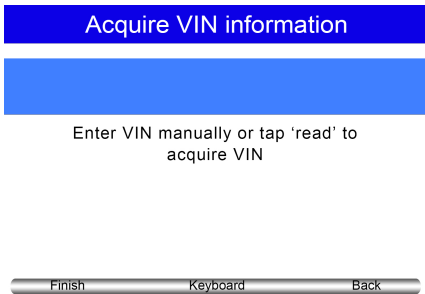 Acquire VIN information
Enter VIN manually or tap ‘read’ to
acquire VIN
Finish Keyboard Back